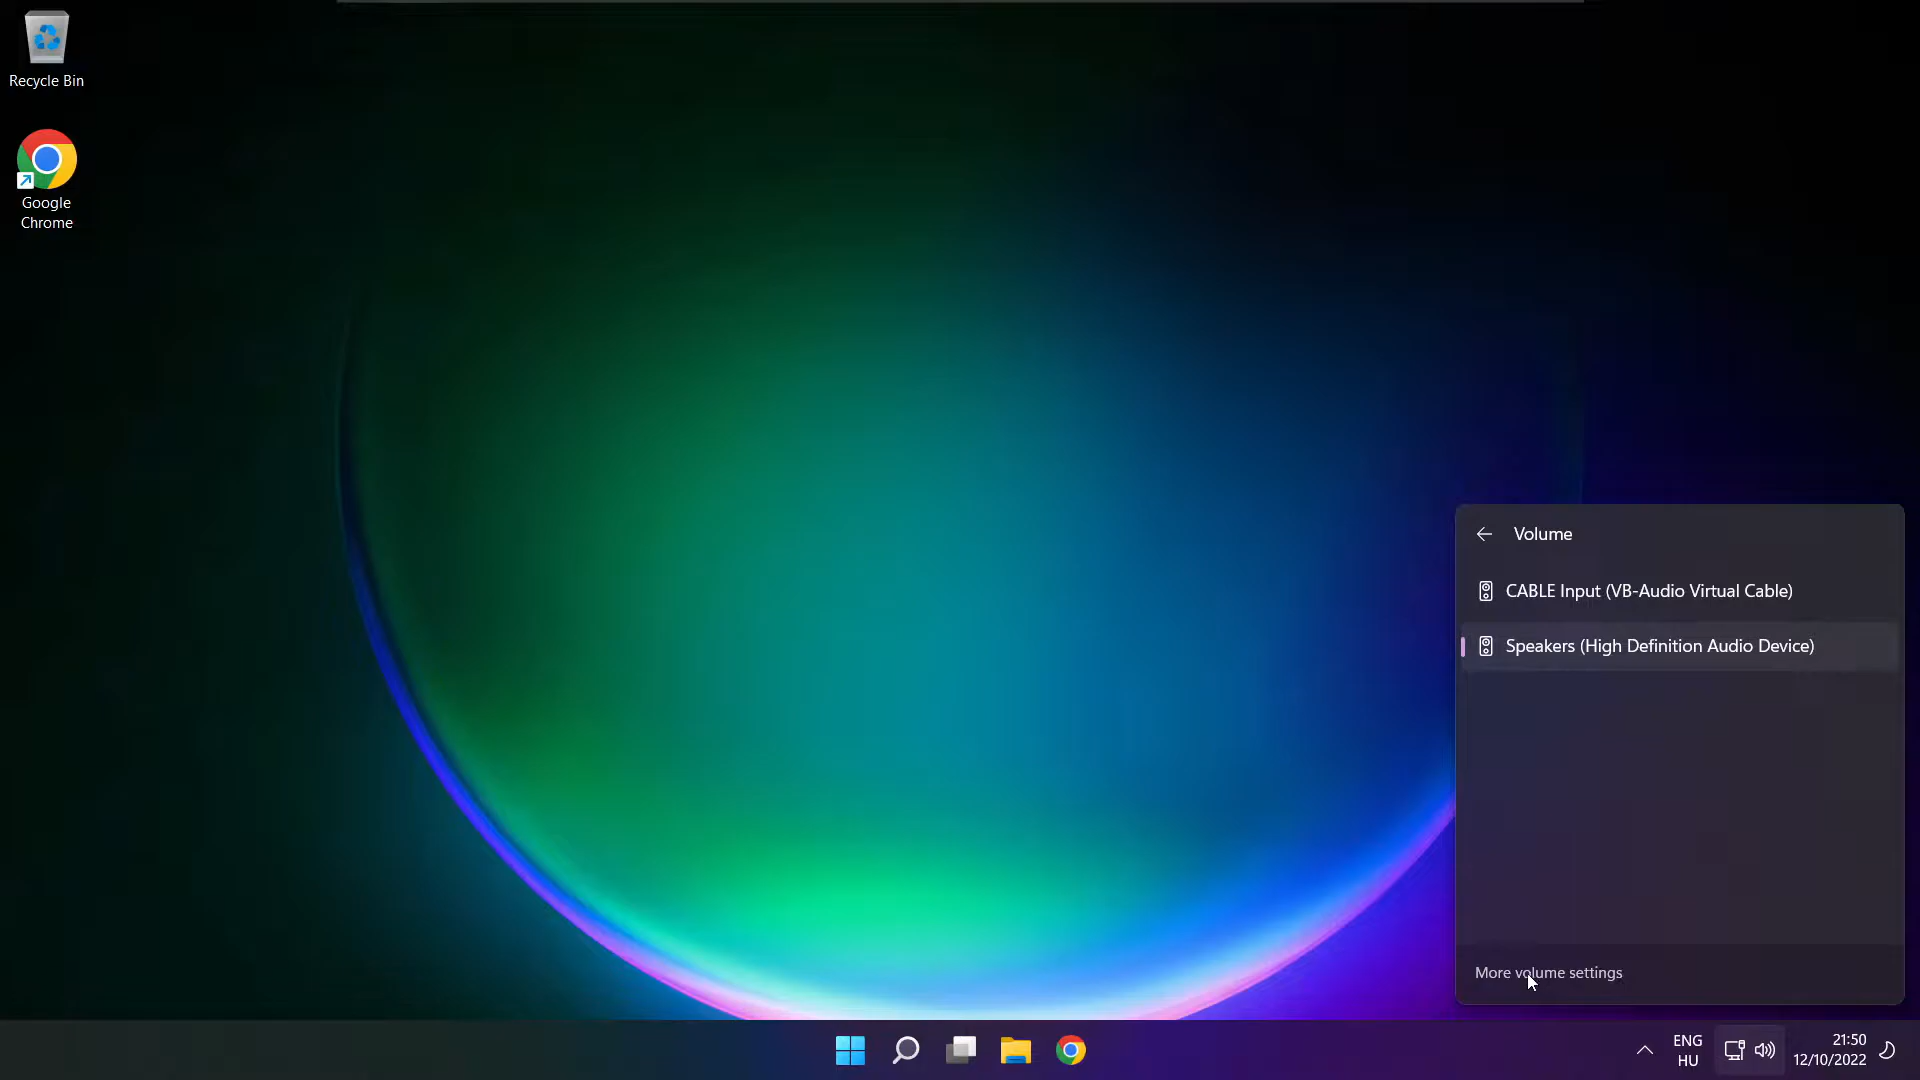 Recycle Bin
Google
Chrome
Volume
CABLE Input (VB-Audio Virtual Cable)
Speakers (High Definition Audio Device)
More volume settings
ENG
HU
21:50
12/10/2022